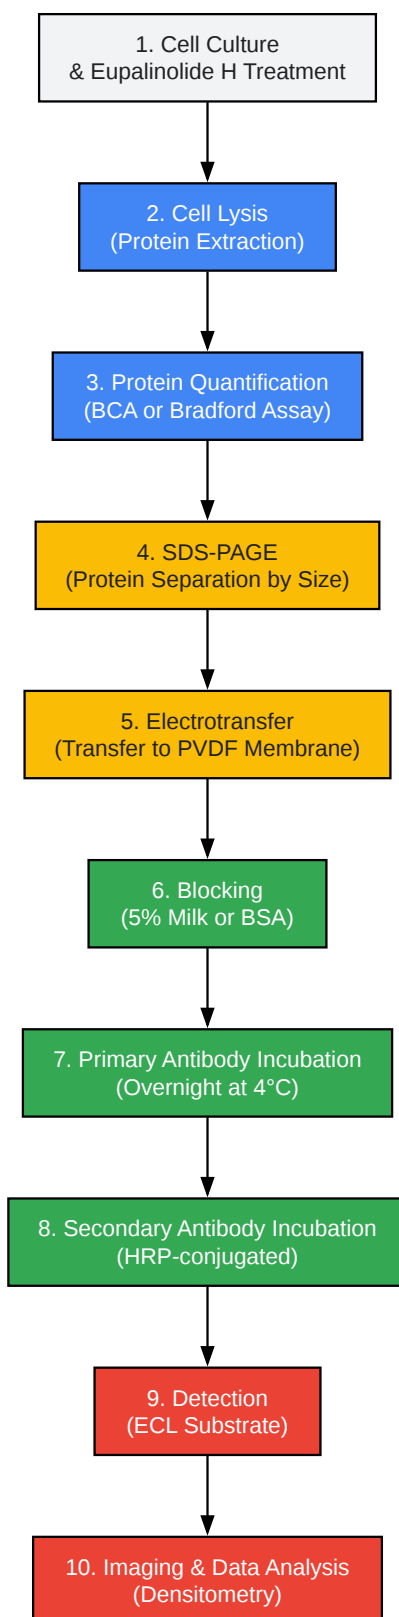 1. Cell Culture
& Eupalinolide H Treatment
2. Cell Lysis
(Protein Extraction)
3. Protein Quantification
(BCA or Bradford Assay)
4. SDS-PAGE
(Protein Separation by Size)
5. Electrotransfer
(Transfer to PVDF Membrane)
6. Blocking
(5% Milk or BSA)
7. Primary Antibody Incubation
(Overnight at 4°C)
8. Secondary Antibody Incubation
(HRP-conjugated)
9. Detection
(ECL Substrate)
10. Imaging & Data Analysis
(Densitometry)